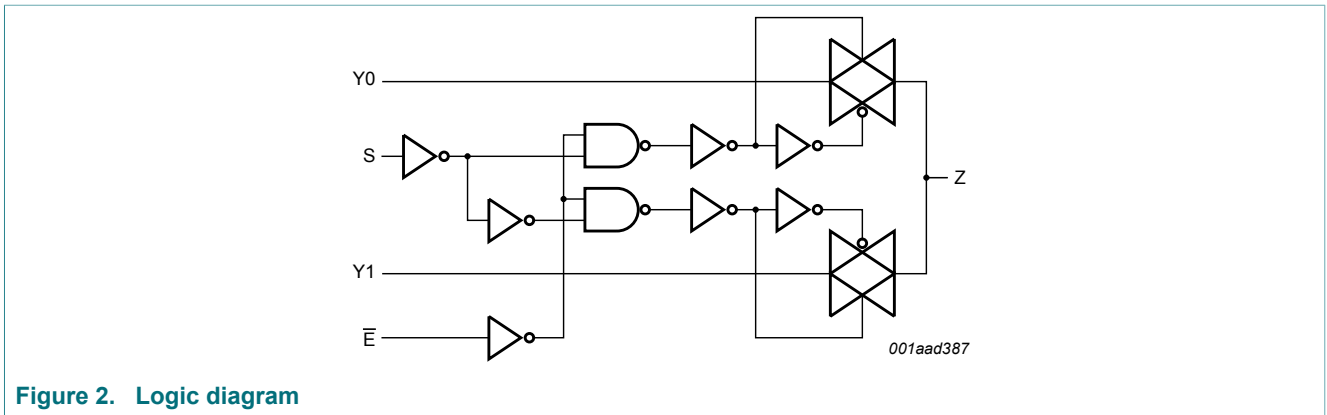 Y0
S
Z
Y1
E̅
001aad387
Figure 2. Logic diagram